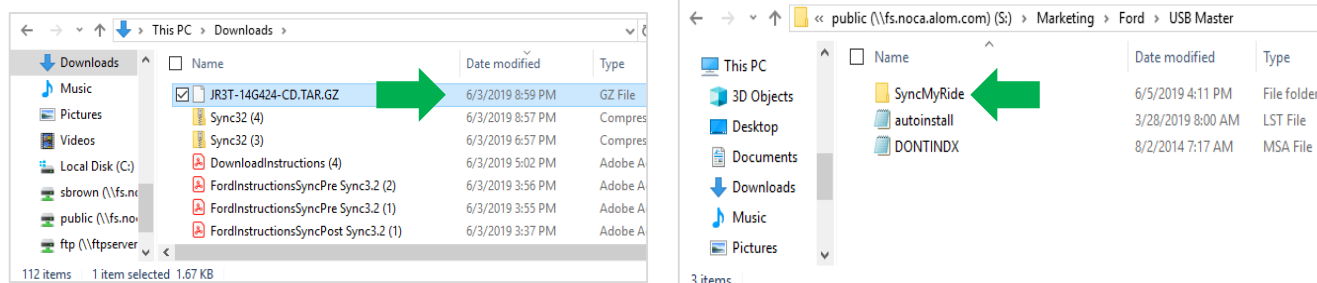 This PC > Downloads >
Downloads
Music
Pictures
Videos
Local Disk (C:)
sbrown (\\fs.no
public (\\fs.no
ftp (\\ftpserver
Name Date modified Type
JR3T-14G424-CD.TAR.GZ 6/3/2019 8:59 PM GZ File
Sync32 (4) 6/3/2019 8:57 PM Compres
Sync32 (3) 6/3/2019 6:57 PM Compres
DownloadInstructions (4) 6/3/2019 5:02 PM Adobe A
FordInstructionsSyncPre Sync3.2 (2) 6/3/2019 3:56 PM Adobe A
FordInstructionsSyncPre Sync3.2 (1) 6/3/2019 3:55 PM Adobe A
FordInstructionsSyncPost Sync3.2 (1) 6/3/2019 3:37 PM Adobe A
112 items 1 item selected 1.67 KB
« public (\\fs.noca.alom.com) (S:) > Marketing > Ford > USB Master
This PC
3D Objects
Desktop
Documents
Downloads
Music
Pictures
Name Date modified Type
SyncMyRide 6/5/2019 4:11 PM File folder
autoinstall 3/28/2019 8:00 AM LST File
DONTINDX 8/2/2014 7:17 AM MSA File
3 items